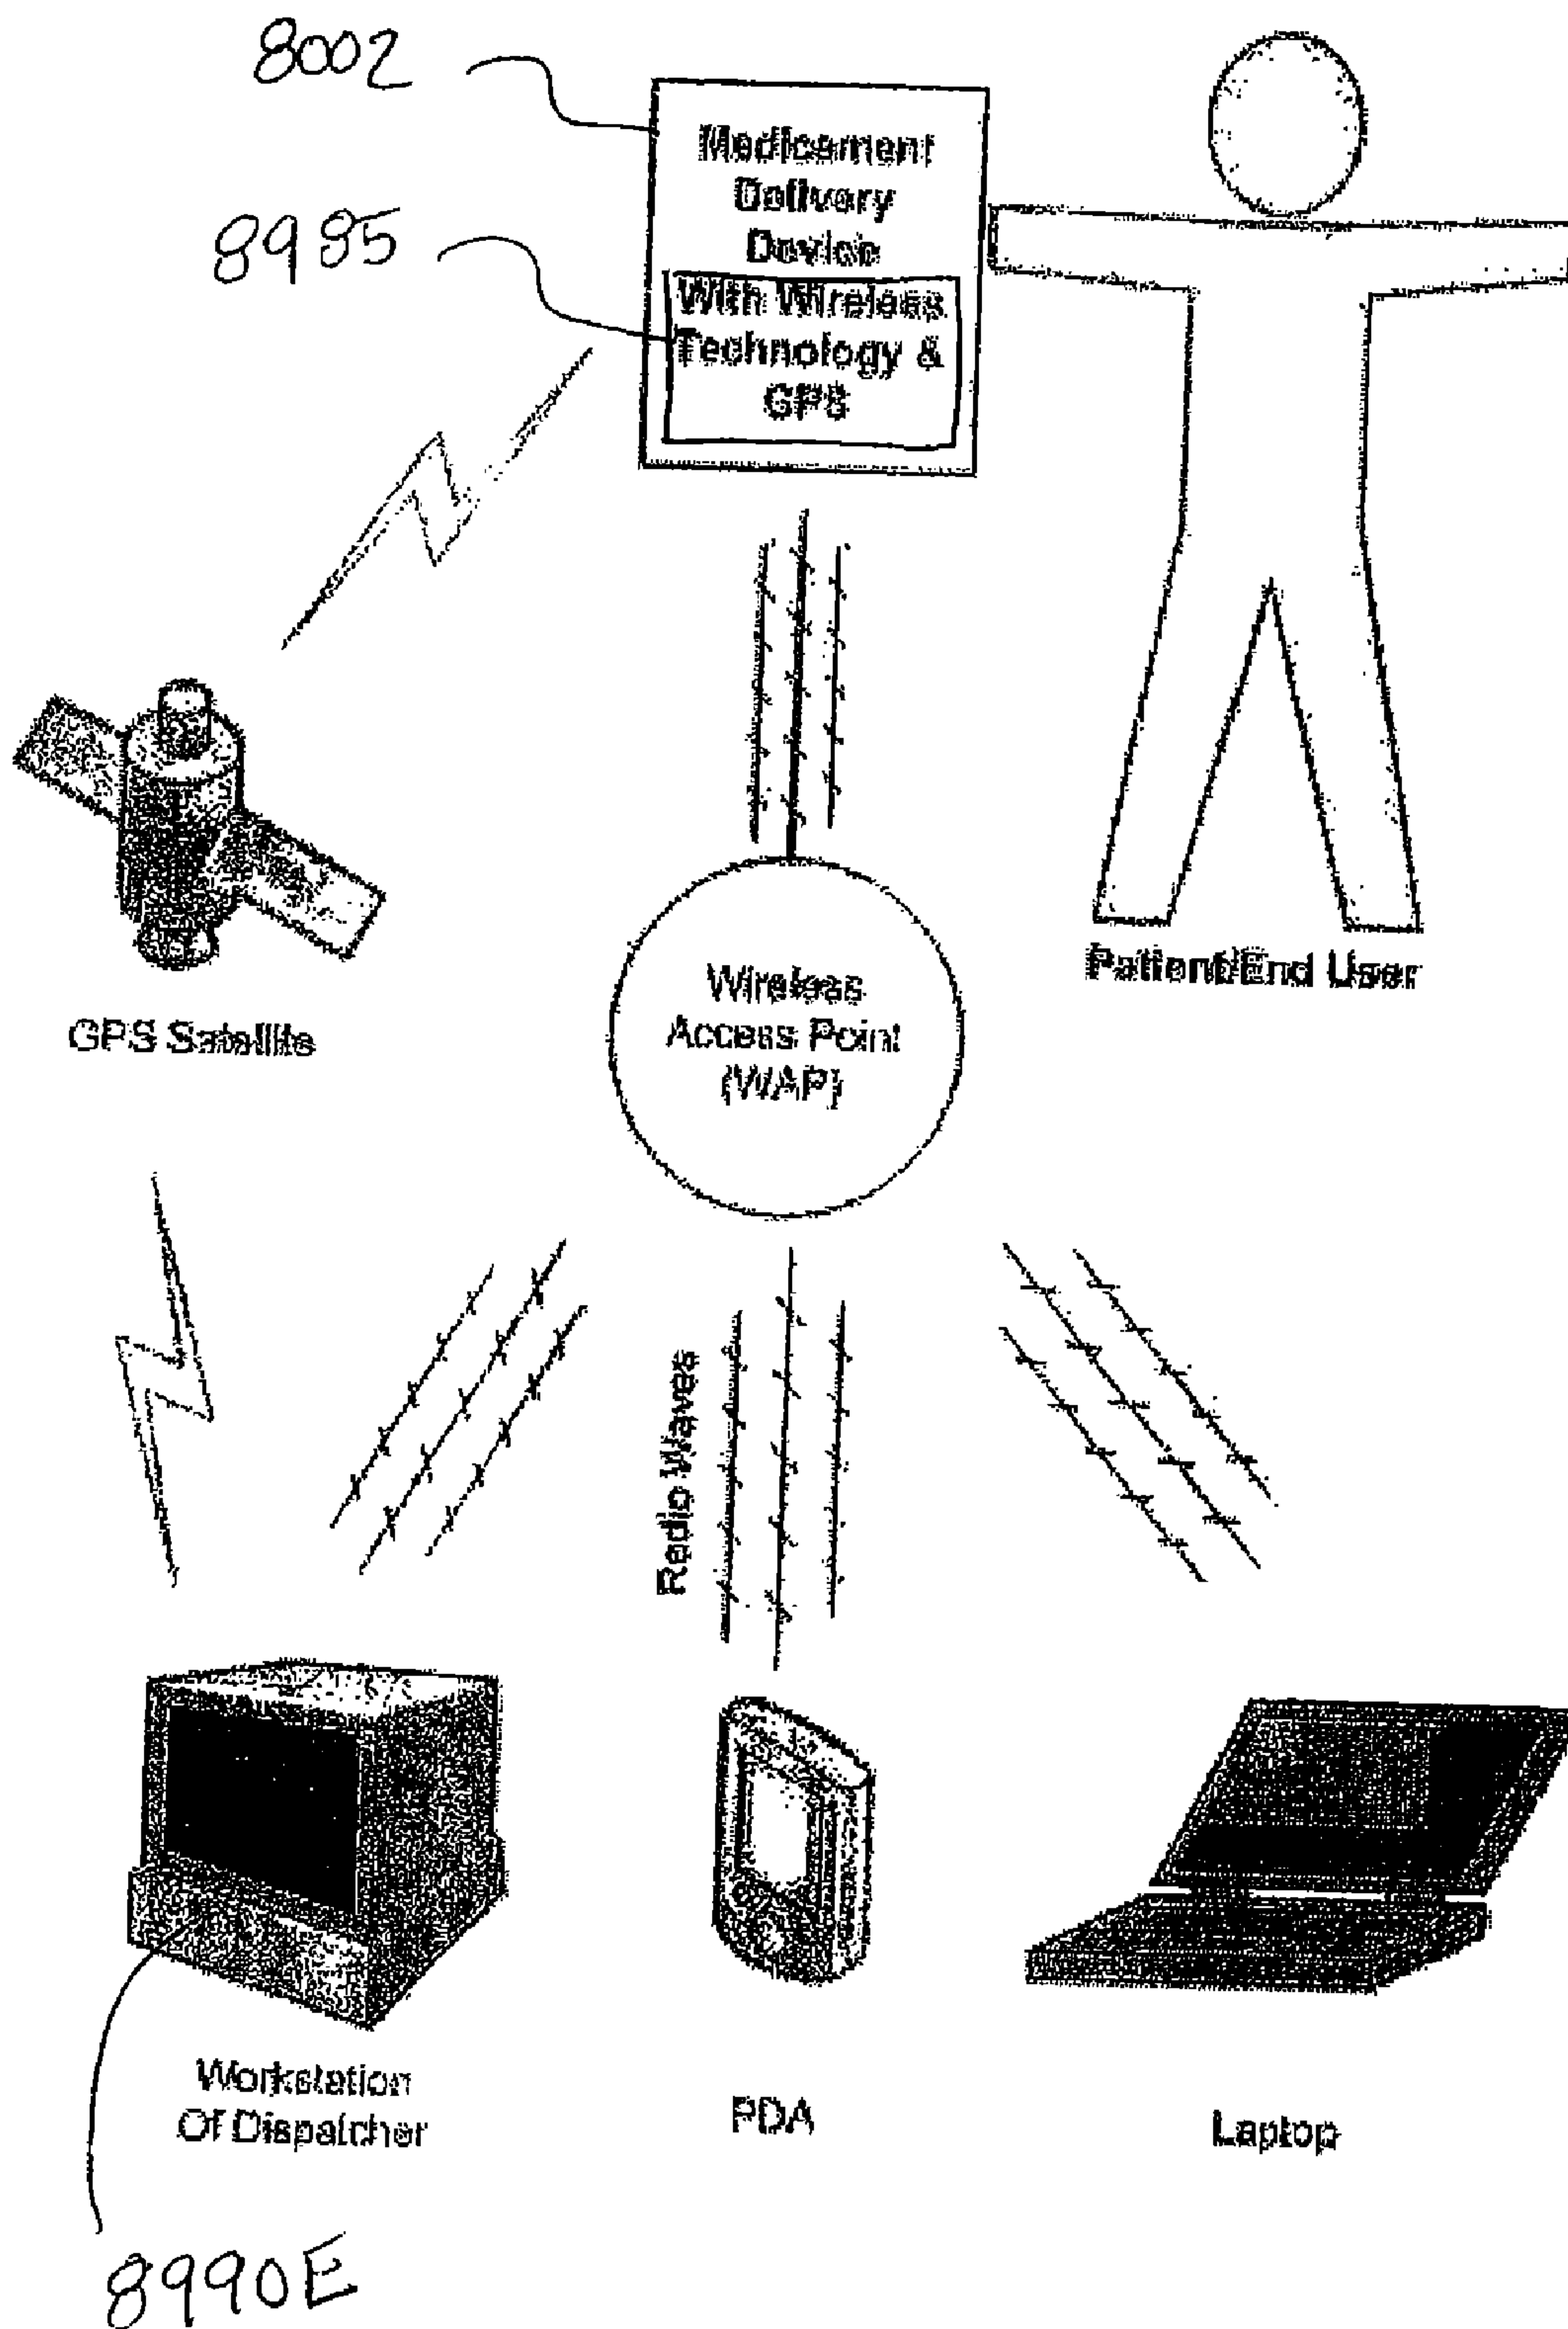 8002
Medicament
Delivery
Device
8985
With Wireless
Technology &
GPS
Patient/End User
GPS Satellite
Wireless
Access Point
(WAP)
Radio Waves
Workstation
Of Dispatcher
PDA
Laptop
8990E